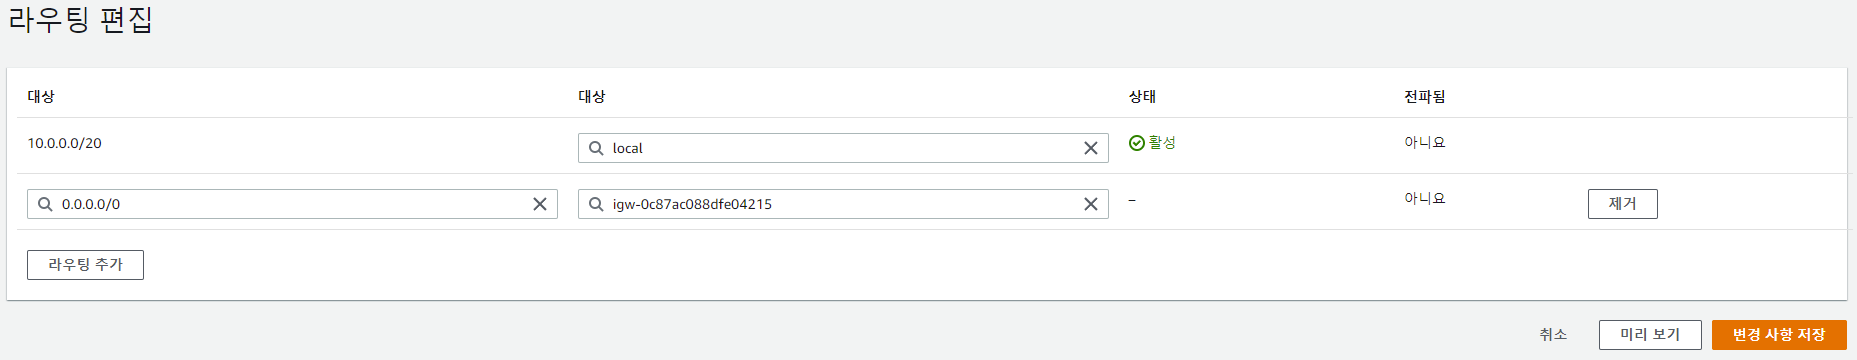 라우팅 편집
대상 대상 상태 전파됨
10.0.0.0/20 local 활성 아니요
0.0.0.0/0 igw-0c87ac088dfe04215 – 아니요 제거
라우팅 추가
취소 미리 보기 변경 사항 저장